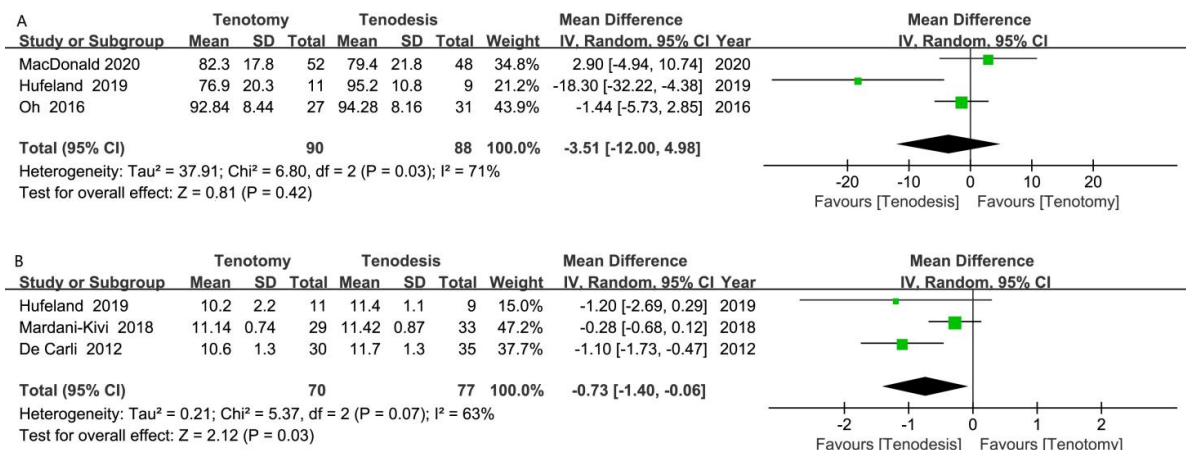 A
Tenotomy Tenodesis Mean Difference Mean Difference
Study or Subgroup Mean SD Total Mean SD Total Weight IV, Random, 95% CI Year IV, Random, 95% CI
MacDonald 2020 82.3 17.8 52 79.4 21.8 48 34.8% 2.90 [-4.94, 10.74] 2020
Hufeland 2019 76.9 20.3 11 95.2 10.8 9 21.2% -18.30 [-32.22, -4.38] 2019
Oh 2016 92.84 8.44 27 94.28 8.16 31 43.9% -1.44 [-5.73, 2.85] 2016
Total (95% CI) 90 88 100.0% -3.51 [-12.00, 4.98]
Heterogeneity: Tau² = 37.91; Chi² = 6.80, df = 2 (P = 0.03); I² = 71%
Test for overall effect: Z = 0.81 (P = 0.42)
-20 -10 0 10 20
Favours [Tenodesis] Favours [Tenotomy]
B
Tenotomy Tenodesis Mean Difference Mean Difference
Study or Subgroup Mean SD Total Mean SD Total Weight IV, Random, 95% CI Year IV, Random, 95% CI
Hufeland 2019 10.2 2.2 11 11.4 1.1 9 15.0% -1.20 [-2.69, 0.29] 2019
Mardani-Kivi 2018 11.14 0.74 29 11.42 0.87 33 47.2% -0.28 [-0.68, 0.12] 2018
De Carli 2012 10.6 1.3 30 11.7 1.3 35 37.7% -1.10 [-1.73, -0.47] 2012
Total (95% CI) 70 77 100.0% -0.73 [-1.40, -0.06]
Heterogeneity: Tau² = 0.21; Chi² = 5.37, df = 2 (P = 0.07); I² = 63%
Test for overall effect: Z = 2.12 (P = 0.03)
-2 -1 0 1 2
Favours [Tenodesis] Favours [Tenotomy]